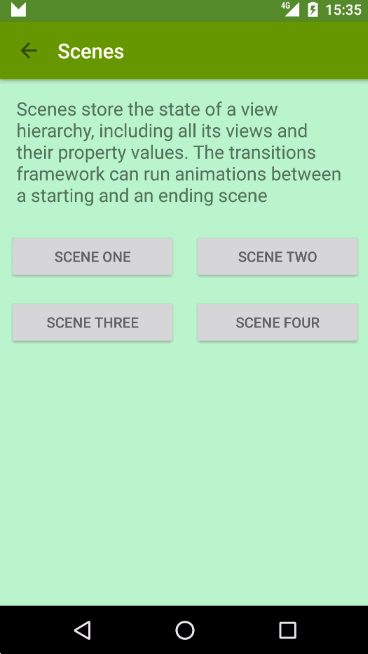 4G 15:35
Scenes
Scenes store the state of a view
hierarchy, including all its views and
their property values. The transitions
framework can run animations between
a starting and an ending scene
SCENE ONE SCENE TWO
SCENE THREE SCENE FOUR